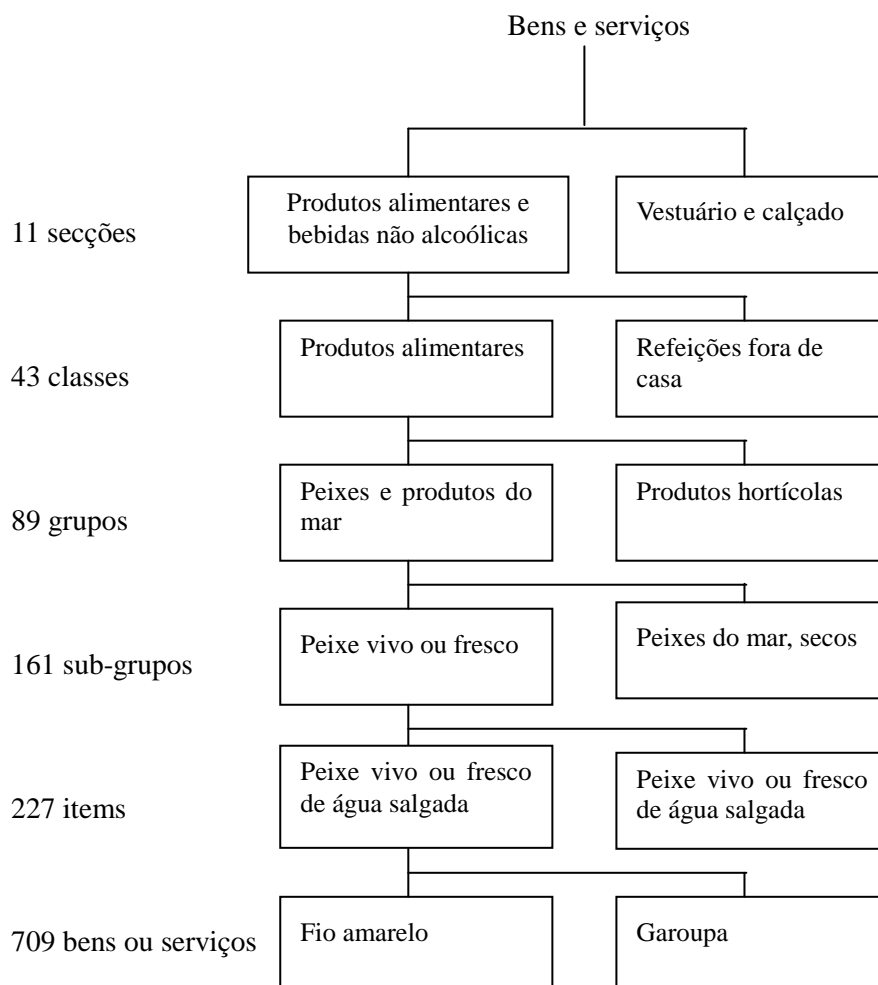 Bens e serviços
11 secções
Produtos alimentares e
bebidas não alcoólicas
Vestuário e calçado
43 classes
Produtos alimentares
Refeições fora de
casa
89 grupos
Peixes e produtos do
mar
Produtos hortícolas
161 sub-grupos
Peixe vivo ou fresco
Peixes do mar, secos
227 items
Peixe vivo ou fresco
de água salgada
Peixe vivo ou fresco
de água salgada
709 bens ou serviços
Fio amarelo
Garoupa